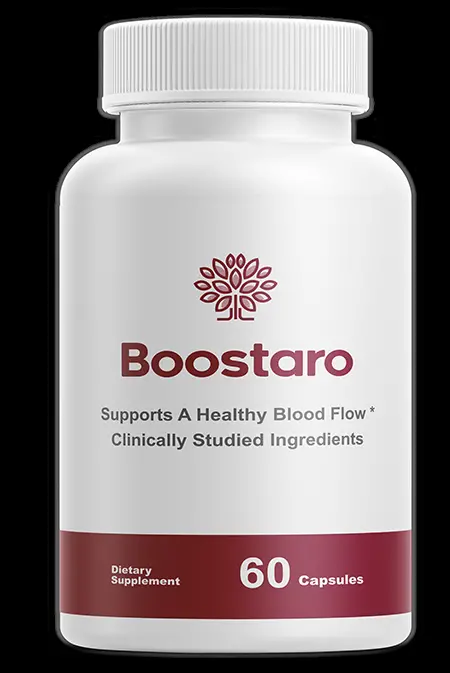 Boostaro
Supports A Healthy Blood Flow *
Clinically Studied Ingredients
Dietary
Supplement
60 Capsules